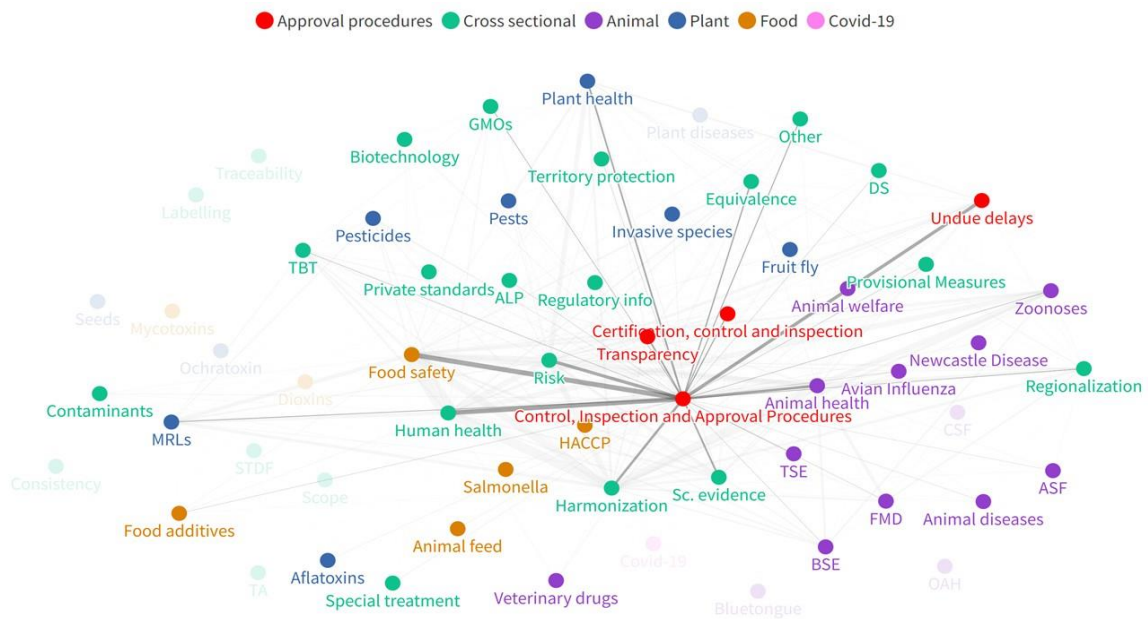 Approval procedures
Cross sectional
Animal
Plant
Food
Covid-19
Plant health
GMOs
Plant diseases
Other
Biotechnology
Traceability
Territory protection
DS
Equivalence
Labelling
Pests
Undue delays
Pesticides
Invasive species
TBT
Fruit fly
Private standards
ALP
Regulatory info
Provisional Measures
Animal welfare
Zoonoses
Seeds
Mycotoxins
Certification, control and inspection
Transparency
Newcastle Disease
Ochratoxin
Food safety
Risk
Avian Influenza
Regionalization
Dioxins
Animal health
Contaminants
Control, Inspection and Approval Procedures
Human health
MRLs
HACCP
CSF
STDF
TSE
Consistency
Scope
Salmonella
Harmonization
Sc. evidence
ASF
Food additives
FMD
Animal diseases
Animal feed
Covid-19
BSE
Aflatoxins
OAH
TA
Special treatment
Veterinary drugs
Bluetongue